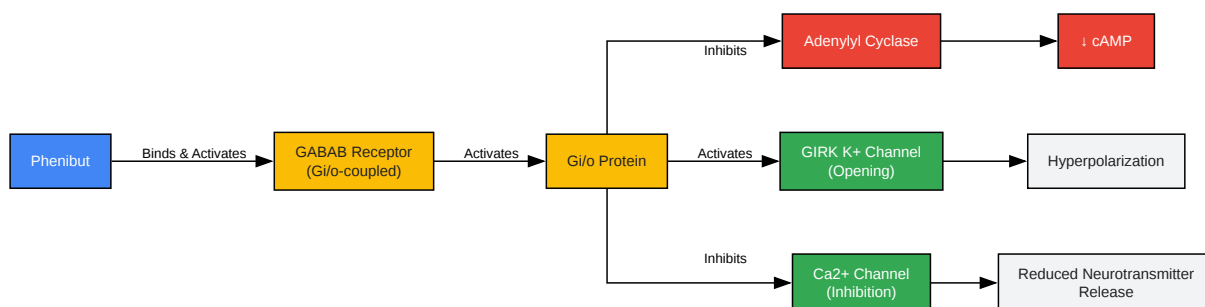 Inhibits
Adenylyl Cyclase
↓ cAMP
Phenibut
Binds & Activates
GABAB Receptor
(Gi/o-coupled)
Activates
Gi/o Protein
Activates
GIRK K+ Channel
(Opening)
Hyperpolarization
Inhibits
Ca2+ Channel
(Inhibition)
Reduced Neurotransmitter
Release